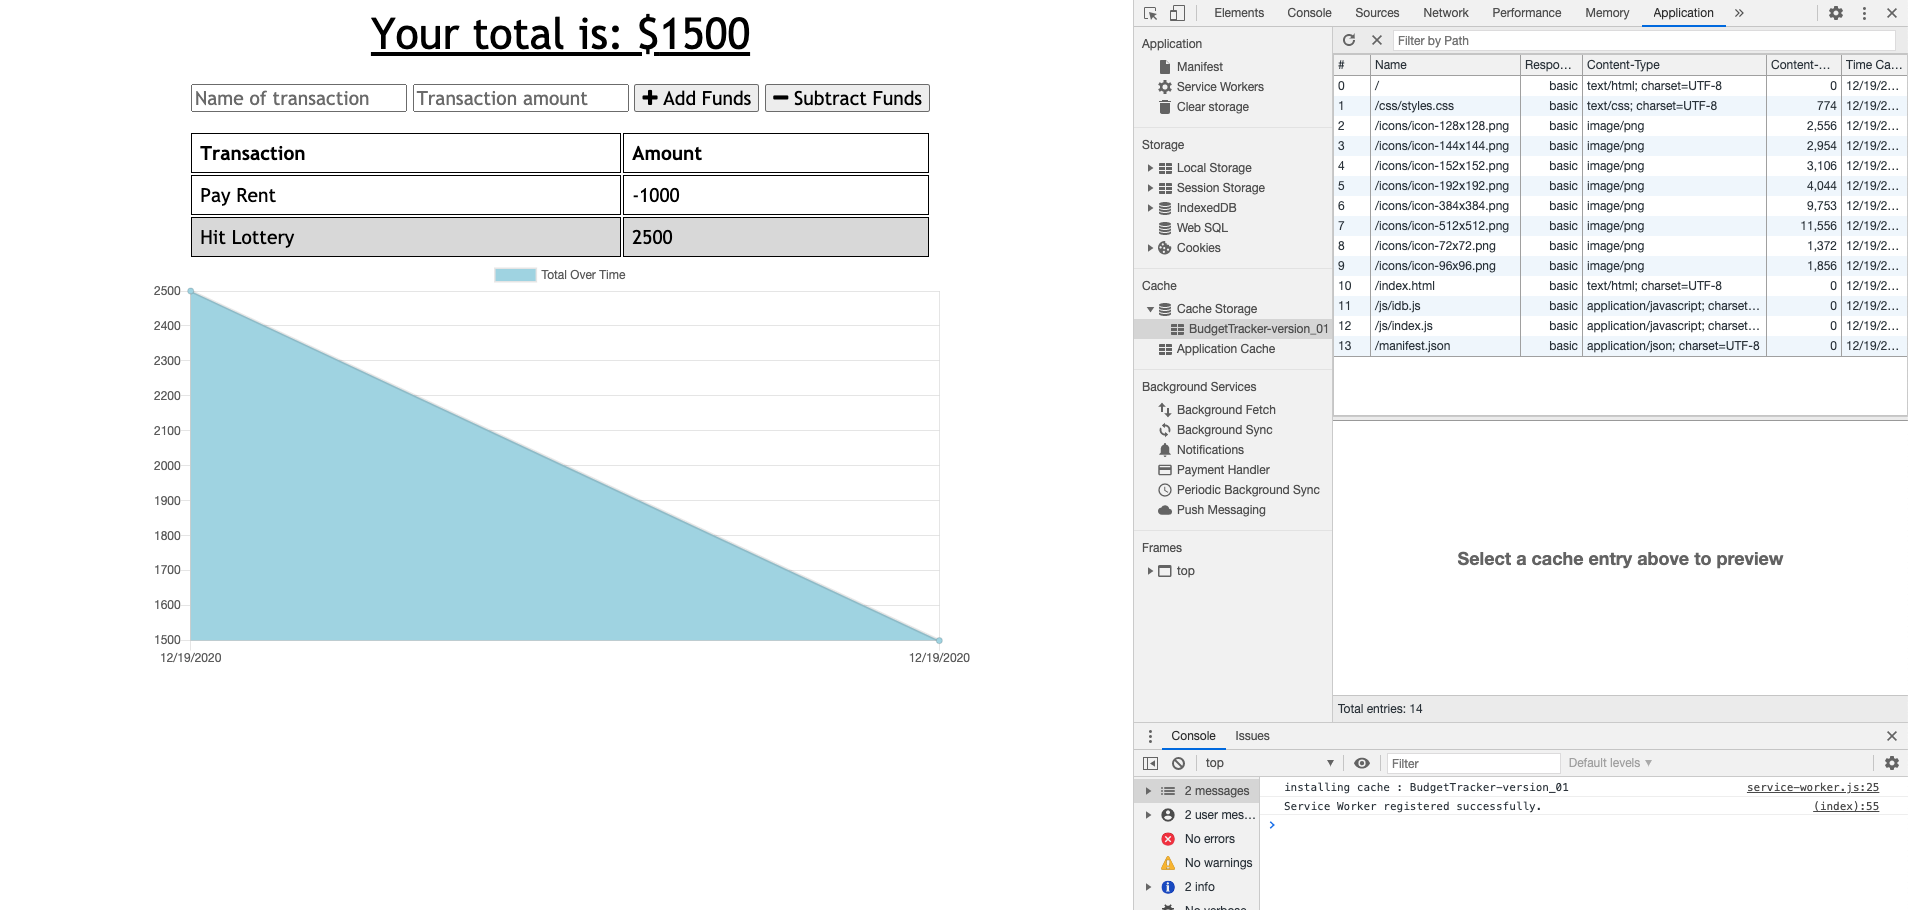 Your total is: $1500
Name of transaction Transaction amount Add Funds Subtract Funds
Transaction Amount
Pay Rent -1000
Hit Lottery 2500
Total Over Time
2500
2400
2300
2200
2100
2000
1900
1800
1700
1600
1500
12/19/2020 12/19/2020
Elements Console Sources Network Performance Memory Application »
Application
Manifest
Service Workers
Clear storage
Storage
Local Storage
Session Storage
IndexedDB
Web SQL
Cookies
Cache
Cache Storage
BudgetTracker-version_01
Application Cache
Background Services
Background Fetch
Background Sync
Notifications
Payment Handler
Periodic Background Sync
Push Messaging
Frames
top
Filter by Path
# Name Respo... Content-Type Content-... Time Ca...
0 / basic text/html; charset=UTF-8 0 12/19/2...
1 /css/styles.css basic text/css; charset=UTF-8 774 12/19/2...
2 /icons/icon-128x128.png basic image/png 2,556 12/19/2...
3 /icons/icon-144x144.png basic image/png 2,954 12/19/2...
4 /icons/icon-152x152.png basic image/png 3,106 12/19/2...
5 /icons/icon-192x192.png basic image/png 4,044 12/19/2...
6 /icons/icon-384x384.png basic image/png 9,753 12/19/2...
7 /icons/icon-512x512.png basic image/png 11,556 12/19/2...
8 /icons/icon-72x72.png basic image/png 1,372 12/19/2...
9 /icons/icon-96x96.png basic image/png 1,856 12/19/2...
10 /index.html basic text/html; charset=UTF-8 0 12/19/2...
11 /js/idb.js basic application/javascript; charset... 0 12/19/2...
12 /js/index.js basic application/javascript; charset... 0 12/19/2...
13 /manifest.json basic application/json; charset=UTF-8 0 12/19/2...
Select a cache entry above to preview
Total entries: 14
Console Issues
top Filter Default levels
2 messages
2 user mes...
No errors
No warnings
2 info
No verbose
installing cache : BudgetTracker-version_01 service-worker.js:25
Service Worker registered successfully. (index):55